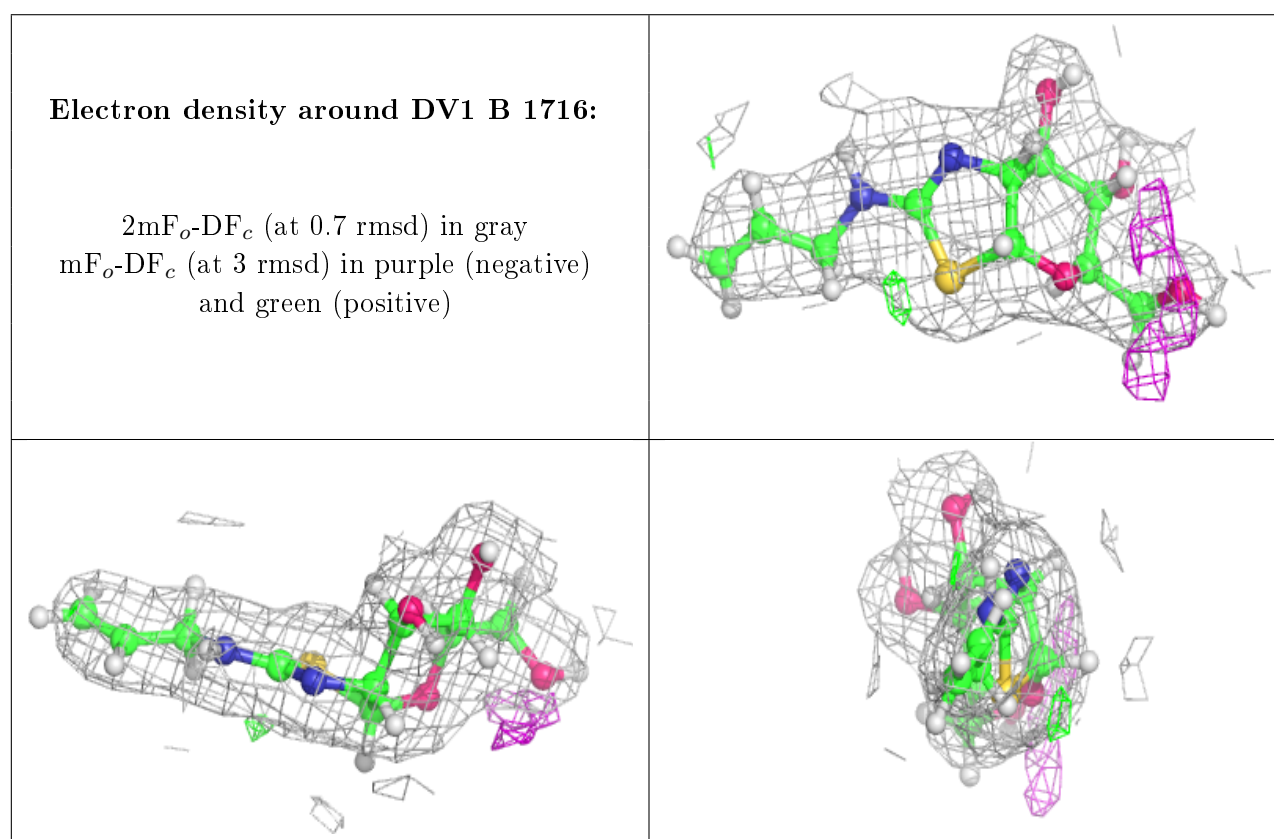 Electron density around DV1 B 1716:
2mFo-DFc (at 0.7 rmsd) in gray
mFo-DFc (at 3 rmsd) in purple (negative)
and green (positive)